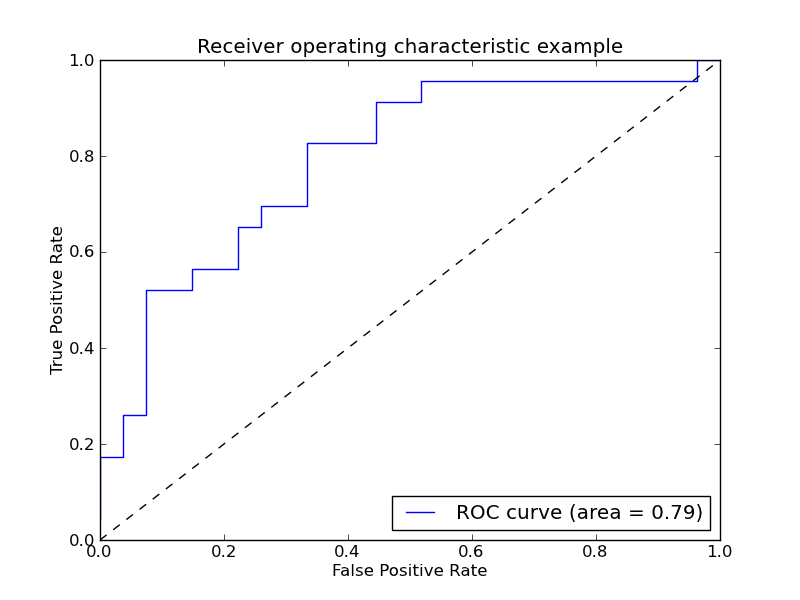 Receiver operating characteristic example
1.0
0.8
0.6
0.4
0.2
0.0
True Positive Rate
ROC curve (area = 0.79)
0.0 0.2 0.4 0.6 0.8 1.0
False Positive Rate